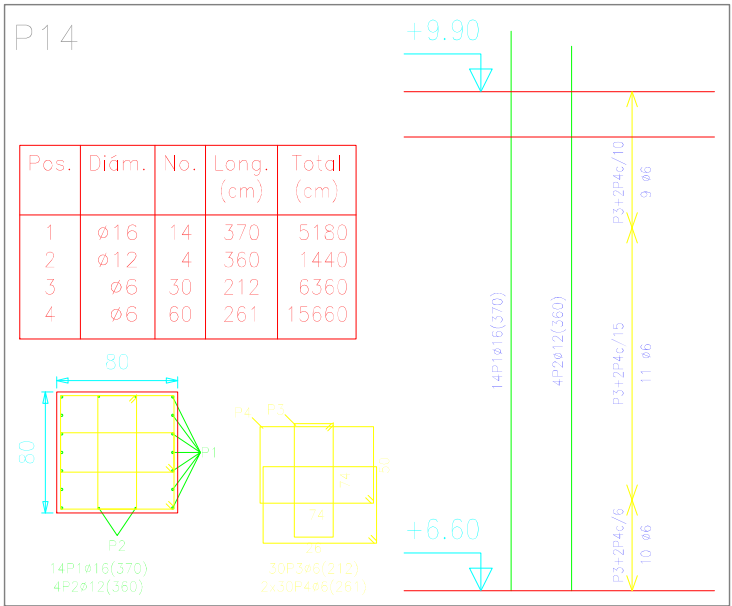 P14
+9.90
Pos. Diám. No. Long. (cm) Total (cm)
1 ø16 14 370 5180
2 ø12 4 360 1440
3 ø6 30 212 6360
4 ø6 60 261 15660
80
80
P1
P2
14P1ø16(370)
4P2ø12(360)
14P1ø16(370)
4P2ø12(360)
P3+2P4c/10
9 ø6
P3+2P4c/15
11 ø6
P3+2P4c/6
10 ø6
+6.60